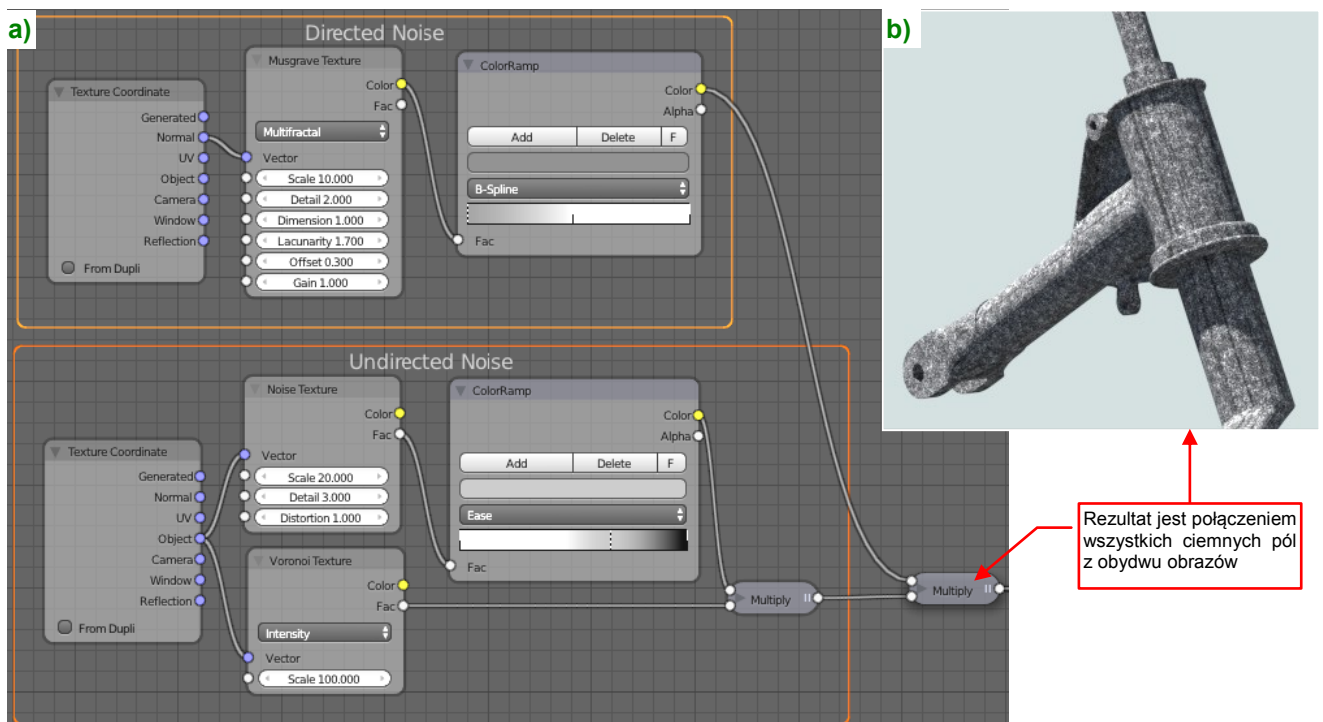 a)
Directed Noise
Texture Coordinate
Generated
Normal
UV
Object
Camera
Window
Reflection
From Dupli
Musgrave Texture
Color
Fac
Multifractal
Vector
Scale 10.000
Detail 2.000
Dimension 1.000
Lacunarity 1.700
Offset 0.300
Gain 1.000
ColorRamp
Color
Alpha
Add Delete F
B-Spline
Fac
b)
Undirected Noise
Texture Coordinate
Generated
Normal
UV
Object
Camera
Window
Reflection
From Dupli
Noise Texture
Color
Fac
Vector
Scale 20.000
Detail 3.000
Distortion 1.000
Voronoi Texture
Color
Fac
Intensity
Vector
Scale 100.000
ColorRamp
Color
Alpha
Add Delete F
Ease
Fac
Multiply
Multiply
Rezultat jest połączeniem
wszystkich ciemnych pól
z obydwu obrazów